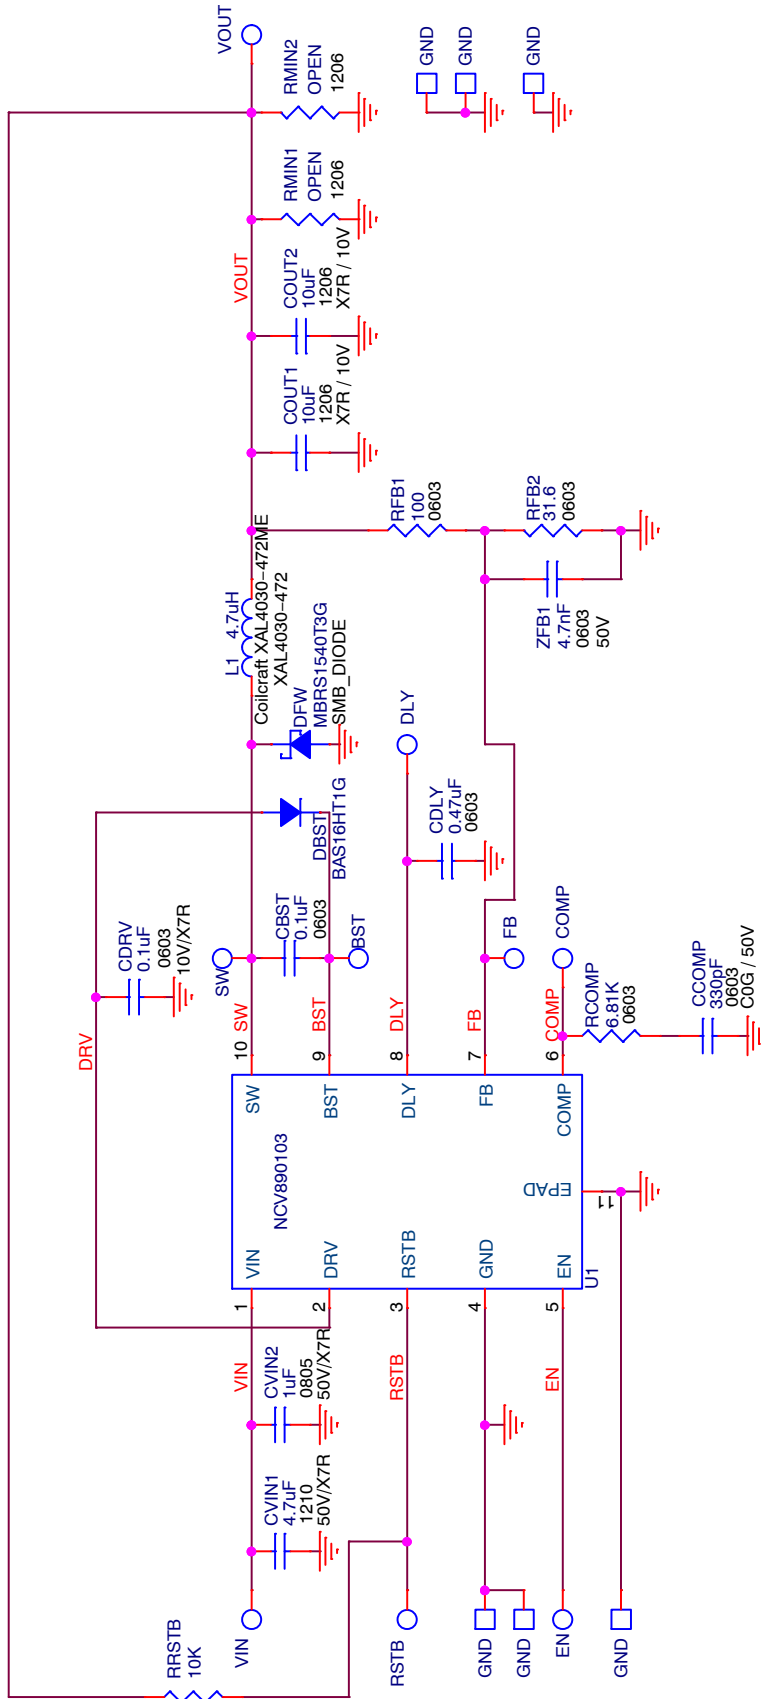 RRSTB
10K
VIN
RSTB
GND
GND
EN
GND
CVIN1
4.7uF
1210
50V/X7R
CVIN2
1uF
0805
50V/X7R
VIN
RSTB
EN
1
2
3
4
5
VIN
DRV
RSTB
GND
EN
U1
NCV890103
EPAD
11
SW
BST
DLY
FB
COMP
10
9
8
7
6
SW
BST
DLY
FB
COMP
DRV
CDRV
0.1uF
0603
10V/X7R
SW
CBST
0.1uF
0603
BST
FB
COMP
RCOMP
6.81K
0603
CCOMP
330pF
0603
C0G / 50V
DBST
BAS16HT1G
CDLY
0.47uF
0603
DLY
DFW
MBRS1540T3G
SMB_DIODE
L1
4.7uH
Coilcraft XAL4030-472ME
XAL4030-472
ZFB1
4.7nF
0603
50V
RFB1
100
0603
RFB2
31.6
0603
COUT1
10uF
1206
X7R / 10V
COUT2
10uF
1206
X7R / 10V
VOUT
RMIN1
OPEN
1206
RMIN2
OPEN
1206
VOUT
GND
GND
GND